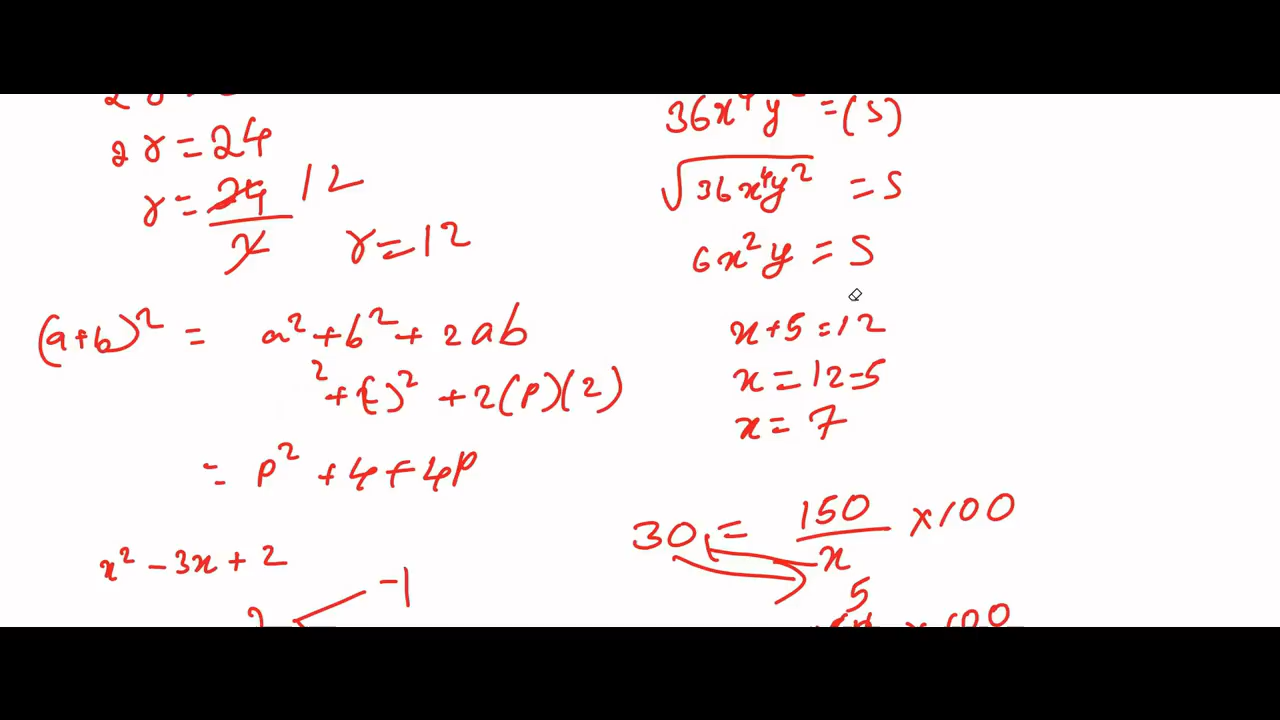 2r = 24
r = 24/2 12
r = 12
(a+b)² = a² + b² + 2ab
² + ( )² + 2(P)(2)
= P² + 4 + 4P
x² - 3x + 2
-1
36x⁴y² = (S)
√36x⁴y² = S
6x²y = S
x + 5 = 12
x = 12 - 5
x = 7
30 = 150/x × 100
5
× 100